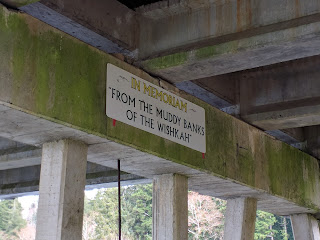 ~ IN MEMORIAM ~
"FROM THE MUDDY BANKS
OF THE WISHKAH"